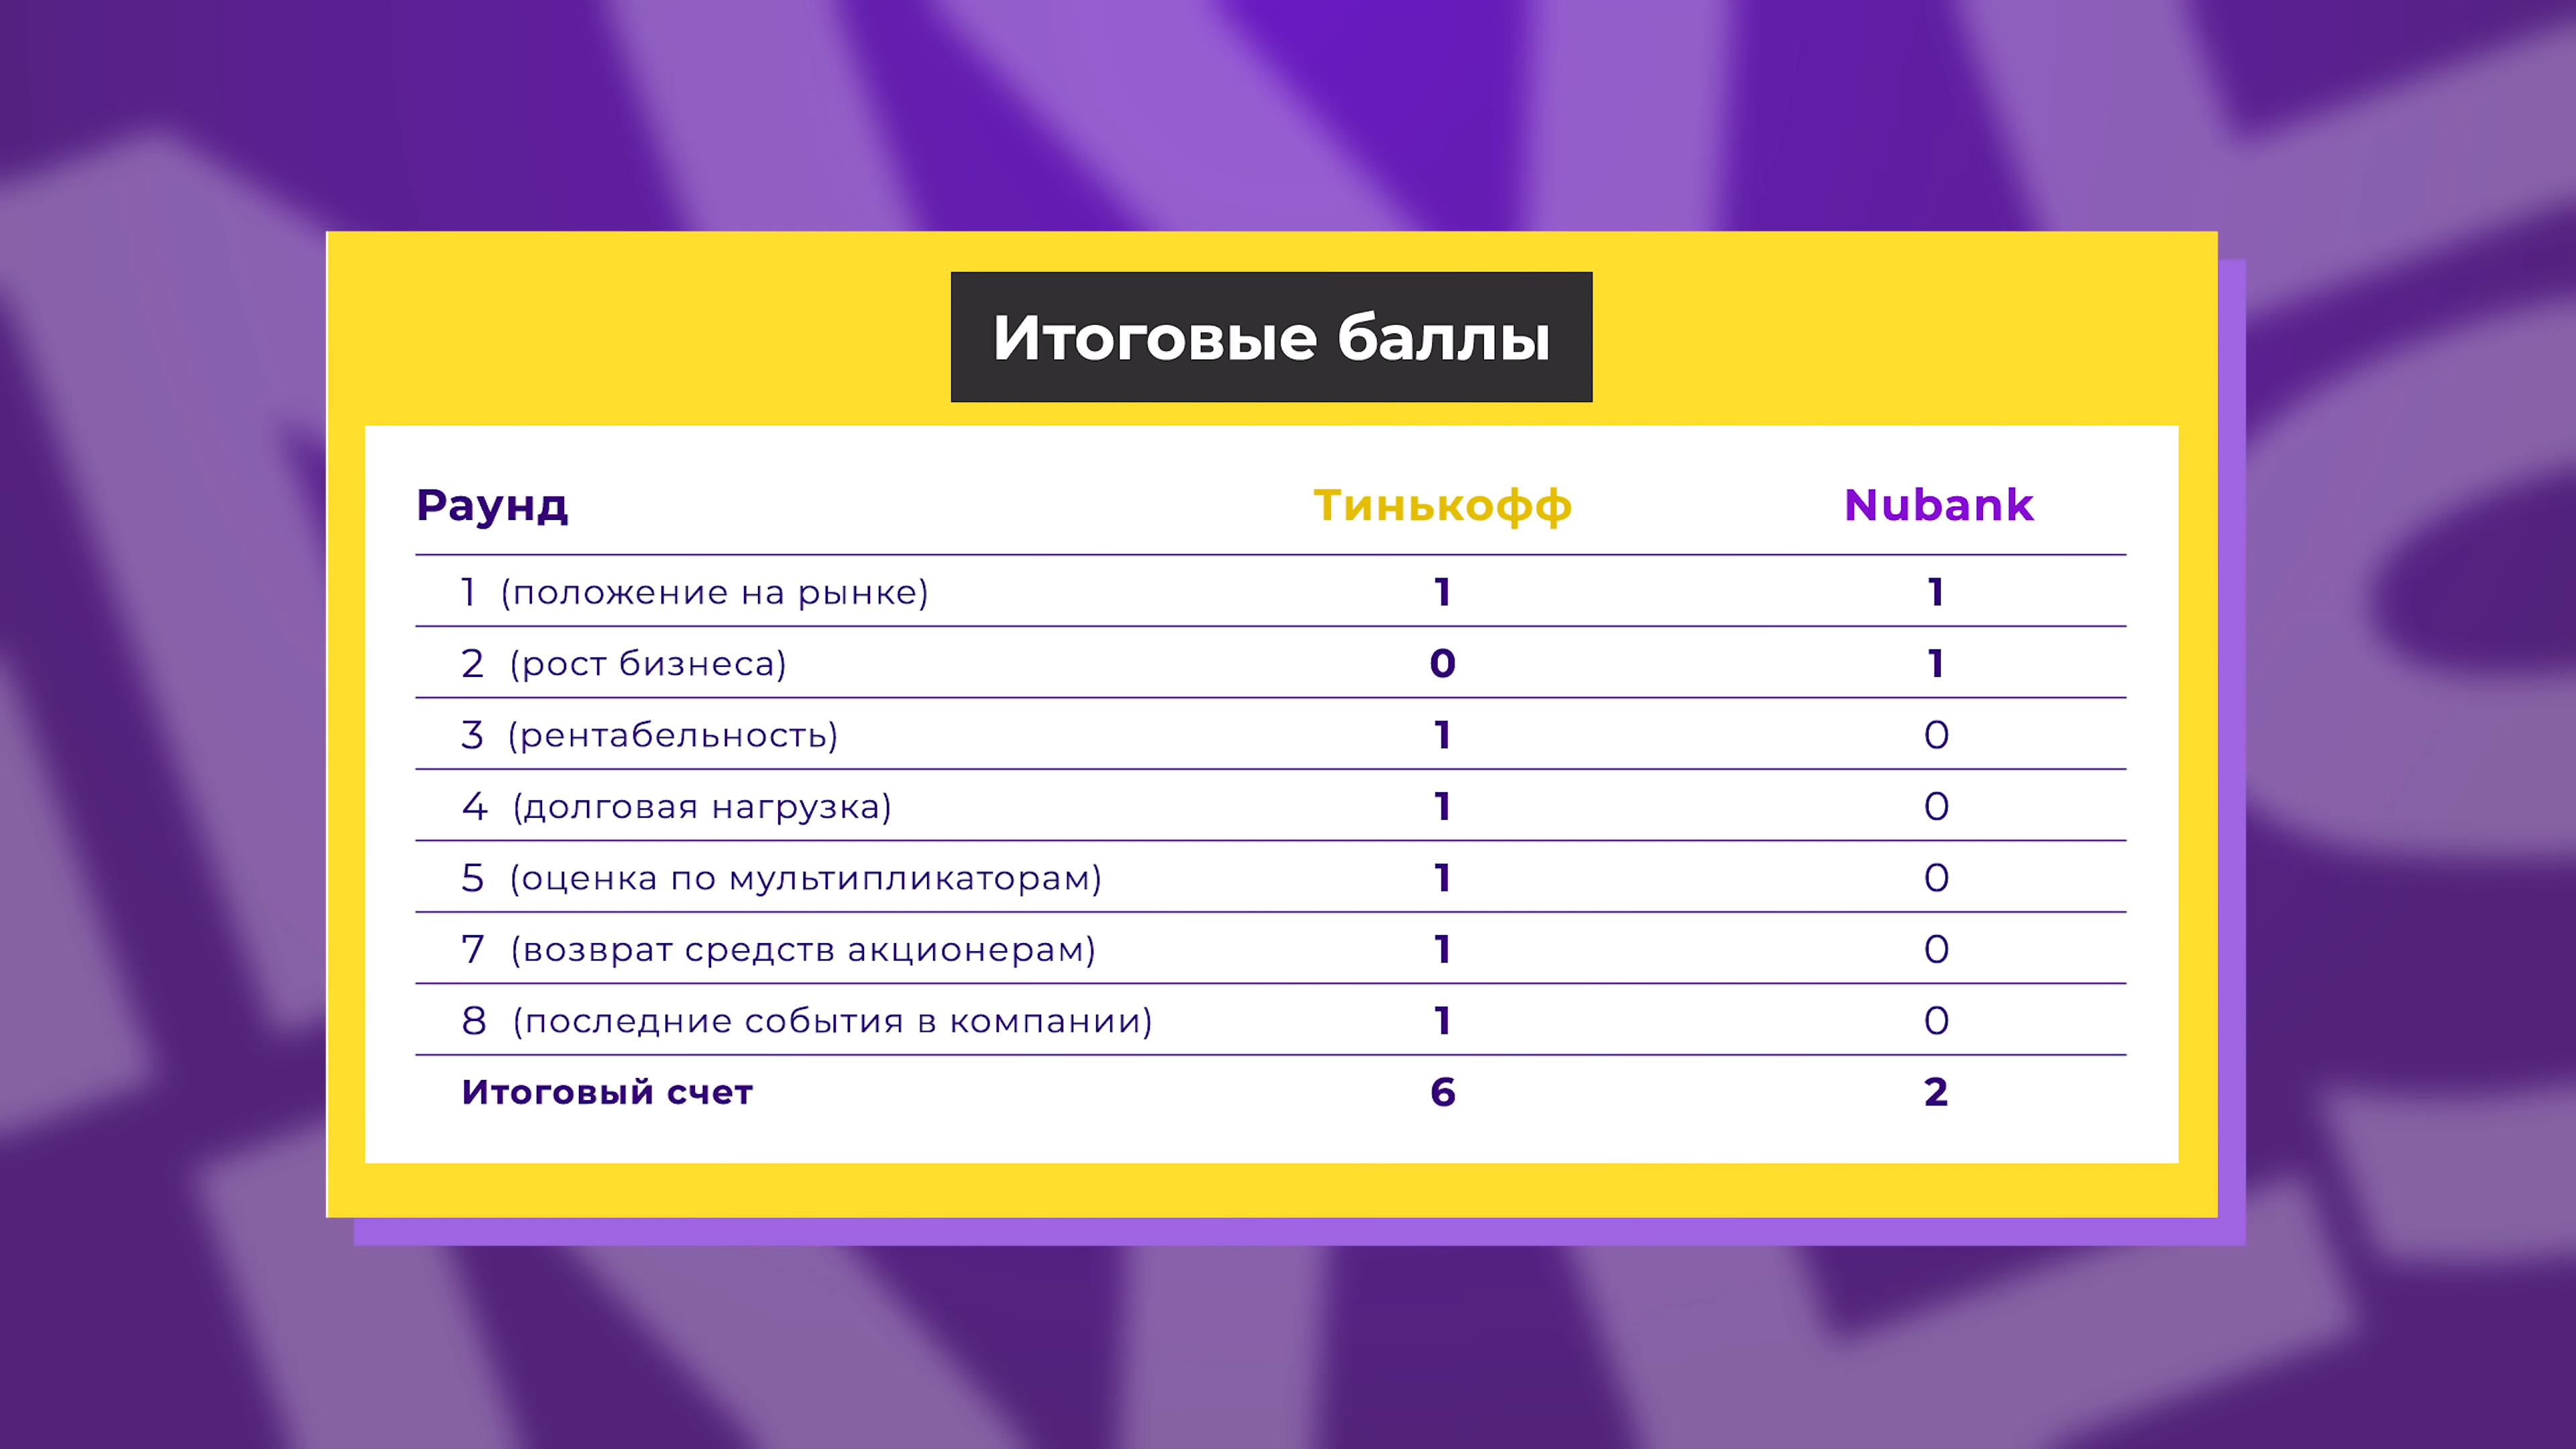 Итоговые баллы
Раунд Тинькофф Nubank
1 (положение на рынке) 1 1
2 (рост бизнеса) 0 1
3 (рентабельность) 1 0
4 (долговая нагрузка) 1 0
5 (оценка по мультипликаторам) 1 0
7 (возврат средств акционерам) 1 0
8 (последние события в компании) 1 0
Итоговый счет 6 2